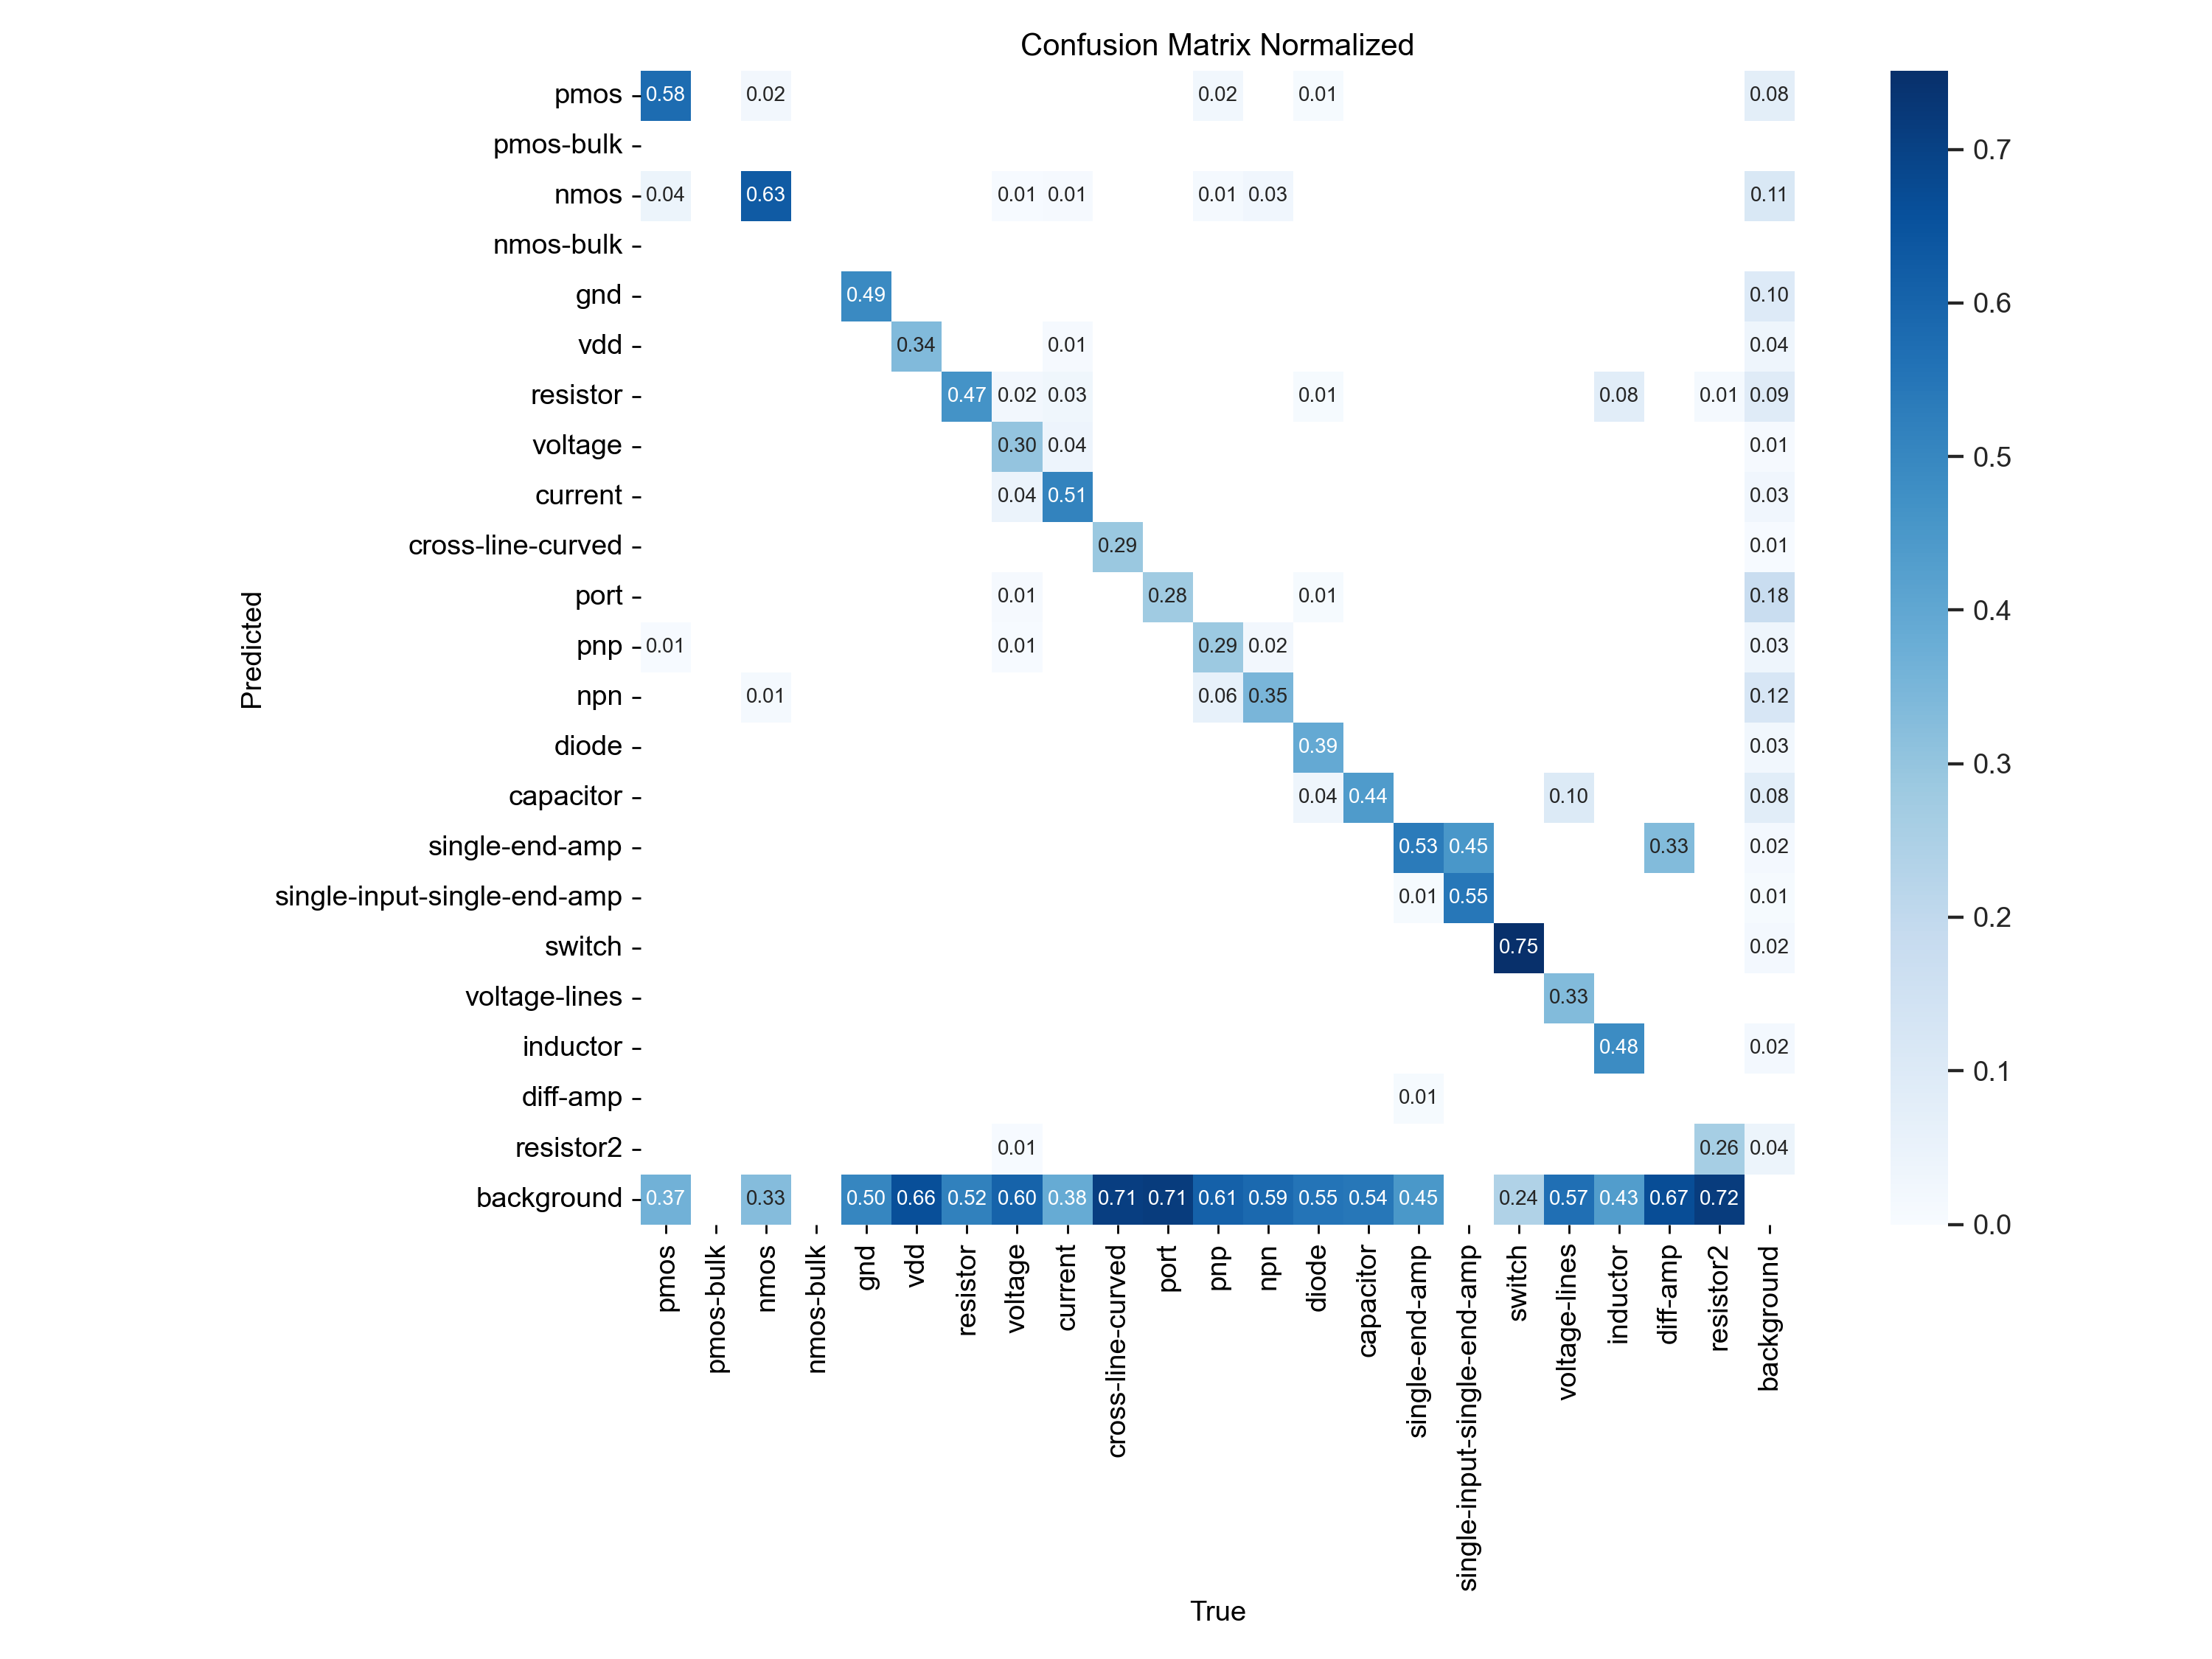 Confusion Matrix Normalized
pmos 0.58 0.02 0.02 0.01 0.08
pmos-bulk
0.7
nmos 0.04 0.63 0.01 0.01 0.01 0.03 0.11
nmos-bulk
gnd 0.49 0.10
0.6
vdd 0.34 0.01 0.04
resistor 0.47 0.02 0.03 0.01 0.08 0.01 0.09
voltage 0.30 0.04 0.01
0.5
current 0.04 0.51 0.03
cross-line-curved 0.29 0.01
port 0.01 0.28 0.01 0.18
0.4
Predicted
pnp 0.01 0.01 0.29 0.02 0.03
npn 0.01 0.06 0.35 0.12
diode 0.39 0.03
0.3
capacitor 0.04 0.44 0.10 0.08
single-end-amp 0.53 0.45 0.33 0.02
single-input-single-end-amp 0.01 0.55 0.01
0.2
switch 0.75 0.02
voltage-lines 0.33
inductor 0.48 0.02
0.1
diff-amp 0.01
resistor2 0.01 0.26 0.04
background 0.37 0.33 0.50 0.66 0.52 0.60 0.38 0.71 0.71 0.61 0.59 0.55 0.54 0.45 0.24 0.57 0.43 0.67 0.72
0.0
pmos
pmos-bulk
nmos
nmos-bulk
gnd
vdd
resistor
voltage
current
cross-line-curved
port
pnp
npn
diode
capacitor
single-end-amp
single-input-single-end-amp
switch
voltage-lines
inductor
diff-amp
resistor2
background
True